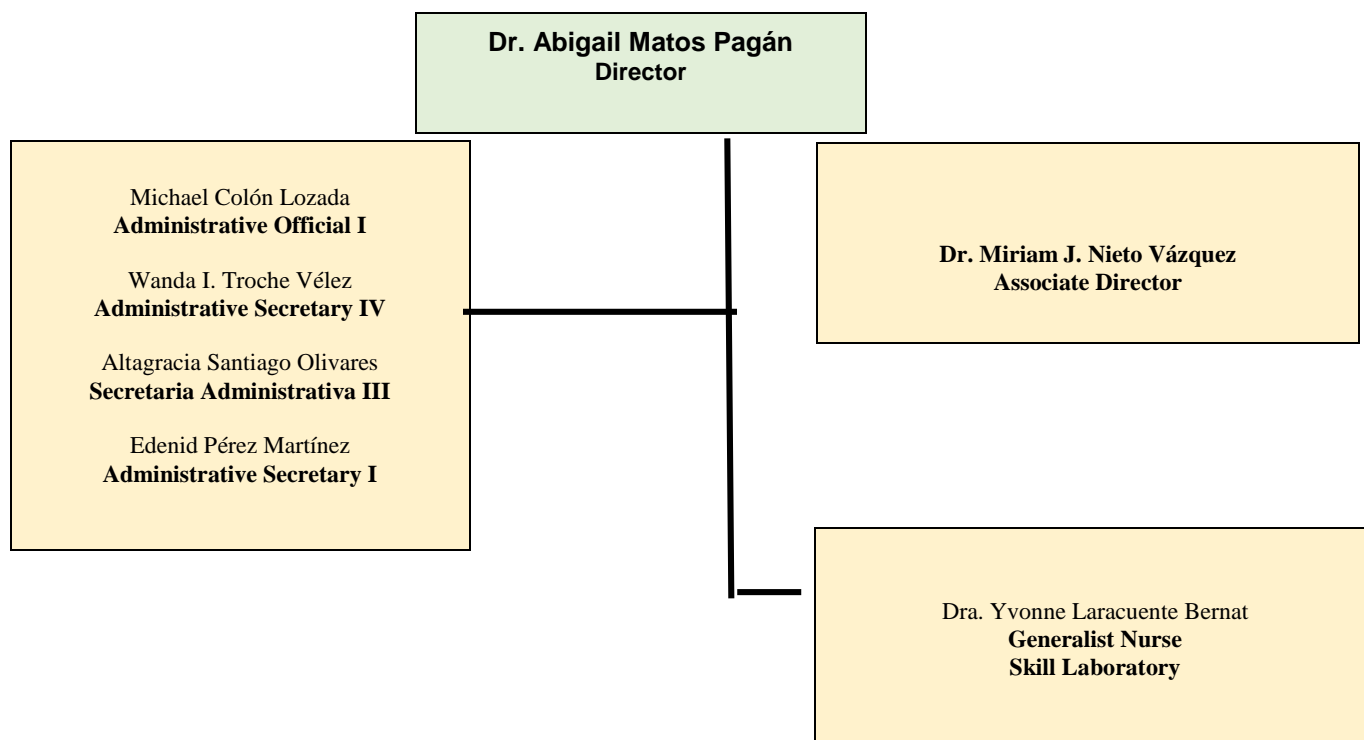 Dr. Abigail Matos Pagán
Director
Michael Colón Lozada
Administrative Official I
Wanda I. Troche Vélez
Administrative Secretary IV
Altagracia Santiago Olivares
Secretaria Administrativa III
Edenid Pérez Martínez
Administrative Secretary I
Dr. Miriam J. Nieto Vázquez
Associate Director
Dra. Yvonne Laracuente Bernat
Generalist Nurse
Skill Laboratory